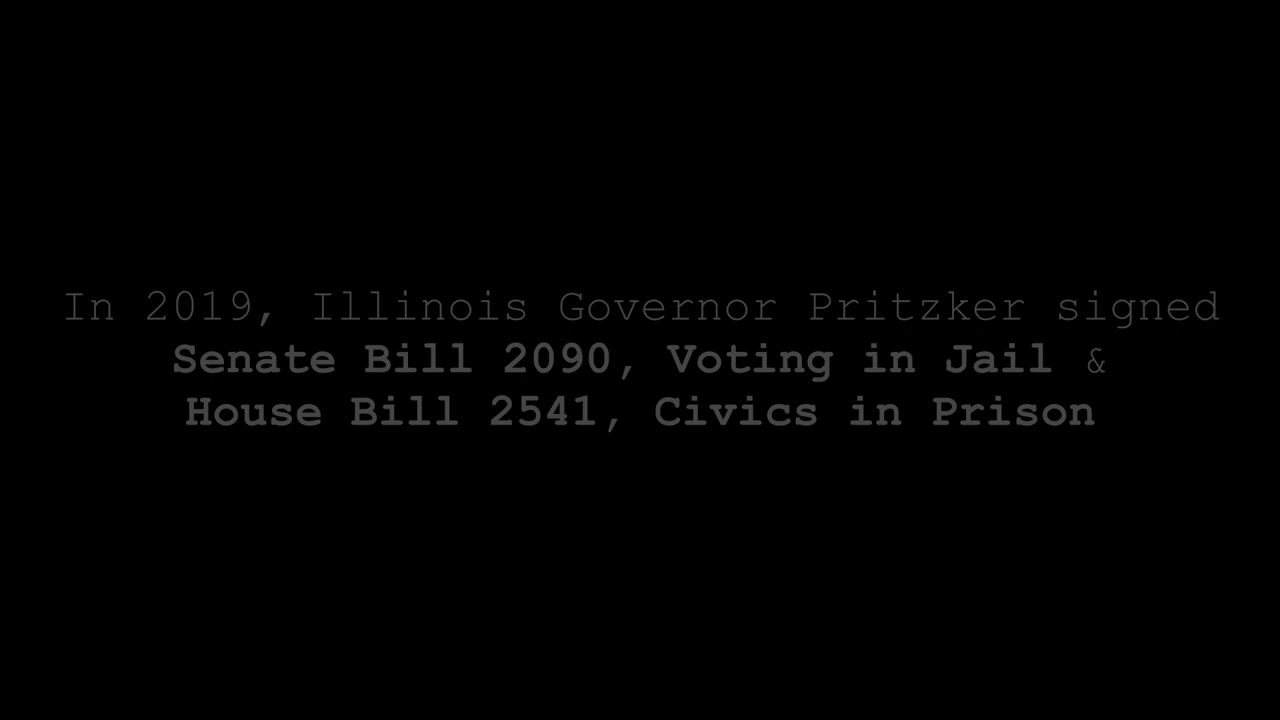 In 2019, Illinois Governor Pritzker signed
Senate Bill 2090, Voting in Jail &
House Bill 2541, Civics in Prison